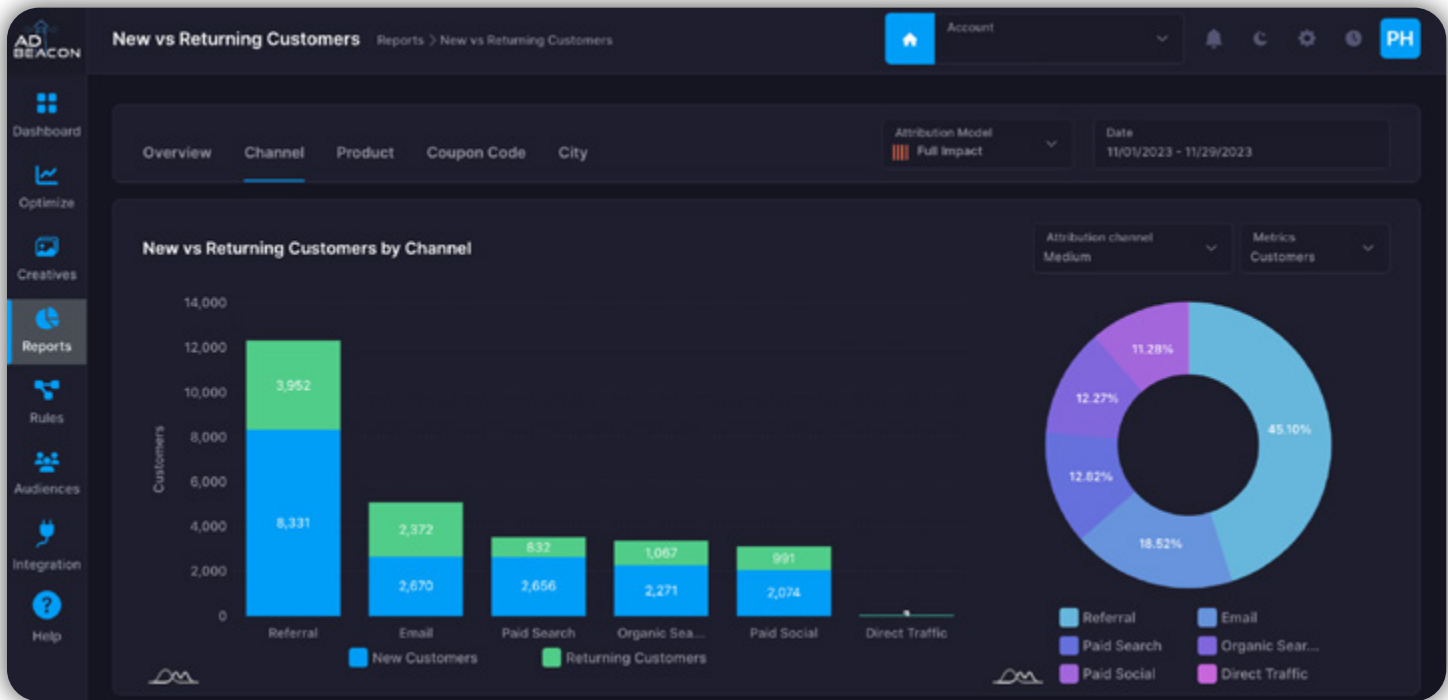 AD
BEACON
New vs Returning Customers
Reports > New vs Returning Customers
Account
PH
Dashboard
Optimize
Creatives
Reports
Rules
Audiences
Integration
Help
Overview
Channel
Product
Coupon Code
City
Attribution Model
Full Impact
Date
11/01/2023 - 11/29/2023
New vs Returning Customers by Channel
Attribution channel
Medium
Metrics
Customers
Customers
14,000
12,000
10,000
8,000
6,000
4,000
2,000
0
3,952
8,331
2,372
2,670
832
2,656
1,067
2,271
991
2,074
Referral
Email
Paid Search
Organic Sea...
Paid Social
Direct Traffic
New Customers
Returning Customers
11.28%
12.27%
12.82%
18.52%
45.10%
Referral
Email
Paid Search
Organic Sear...
Paid Social
Direct Traffic